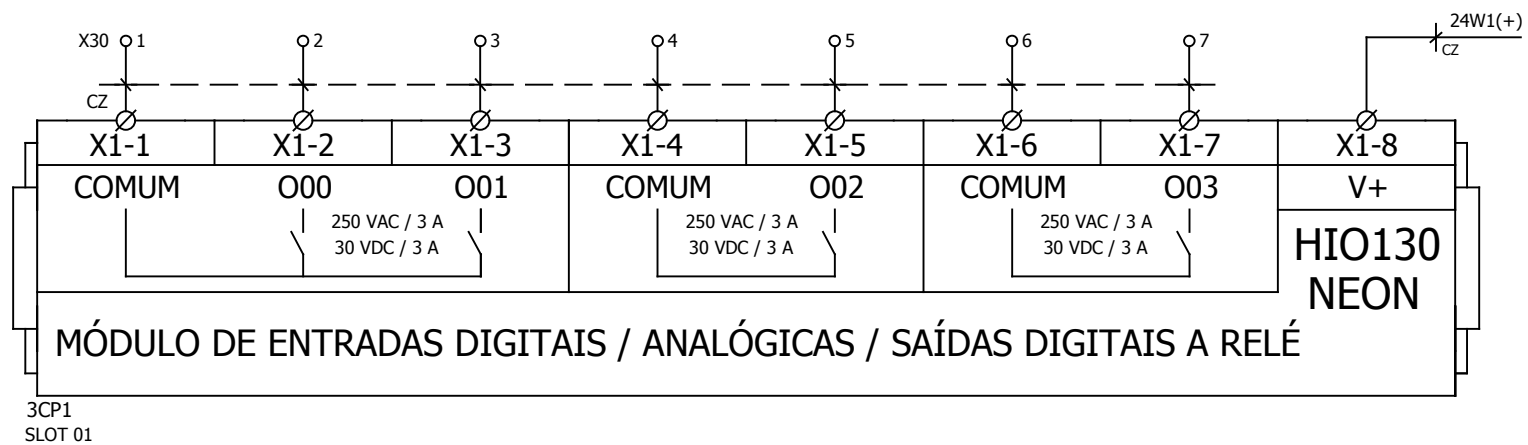 24W1(+)
X30 1 2 3 4 5 6 7
CZ
CZ
X1-1 X1-2 X1-3 X1-4 X1-5 X1-6 X1-7 X1-8
COMUM O00 O01 COMUM O02 COMUM O03 V+
250 VAC / 3 A 250 VAC / 3 A 250 VAC / 3 A
30 VDC / 3 A 30 VDC / 3 A 30 VDC / 3 A
HIO130
NEON
MÓDULO DE ENTRADAS DIGITAIS / ANALÓGICAS / SAÍDAS DIGITAIS A RELÉ
3CP1
SLOT 01